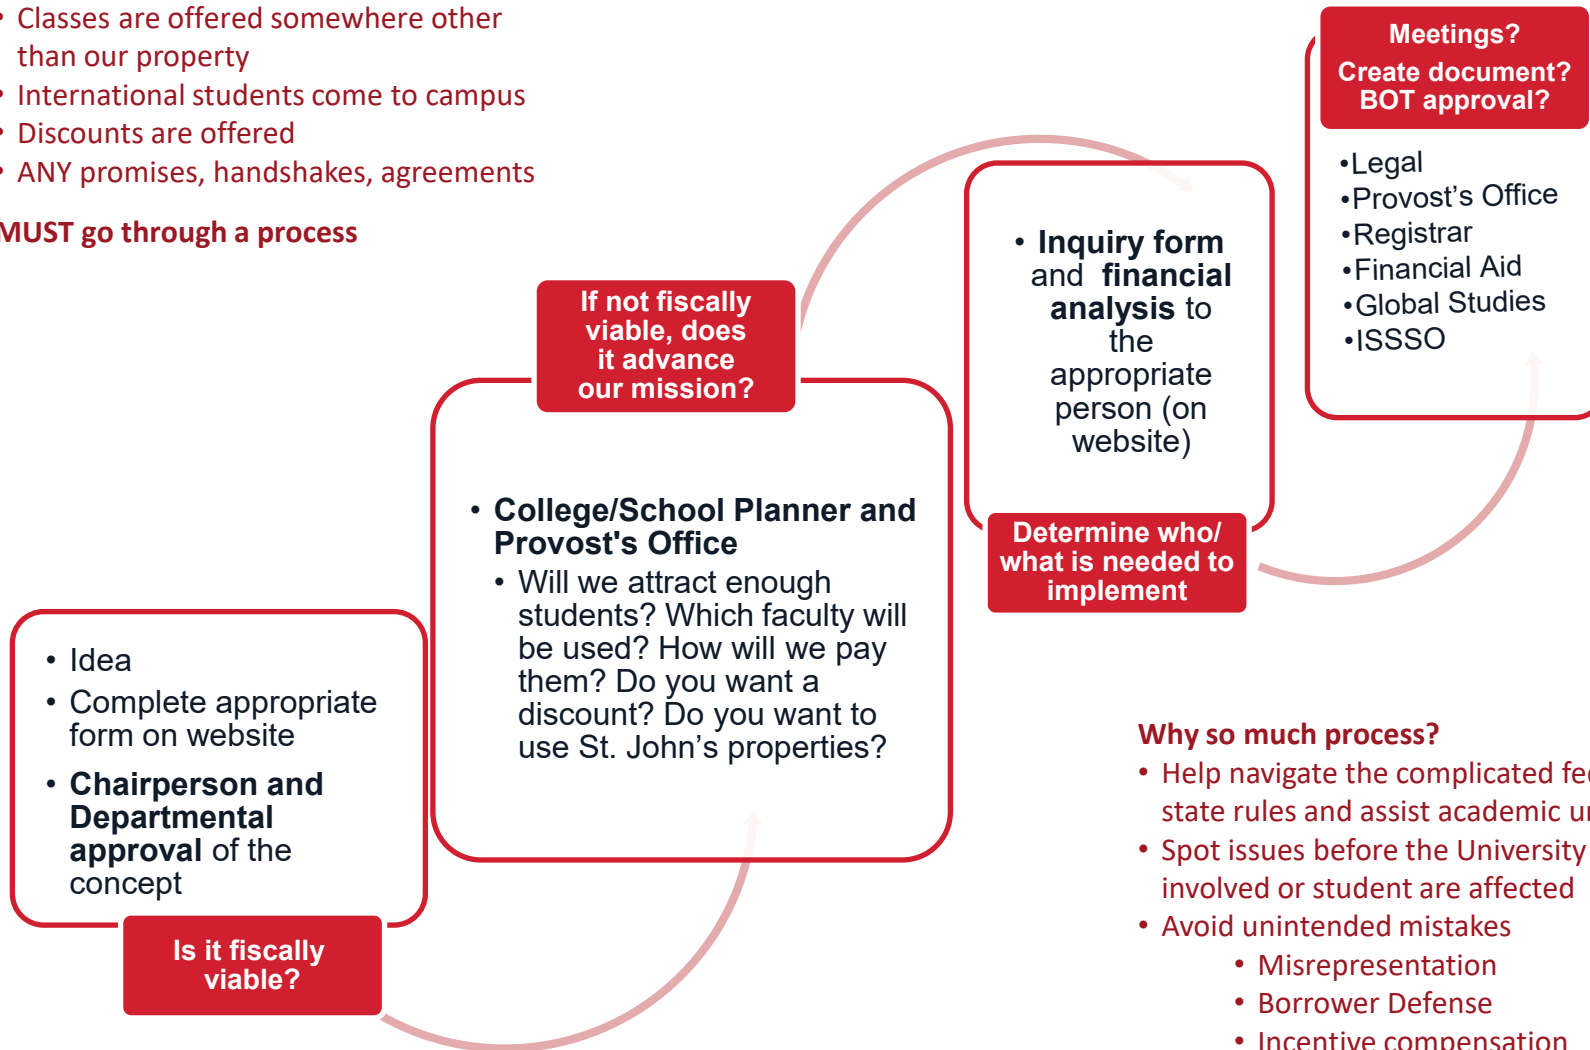 • Classes are offered somewhere other
than our property
• International students come to campus
• Discounts are offered
• ANY promises, handshakes, agreements
MUST go through a process
• Idea
• Complete appropriate
form on website
• Chairperson and
Departmental
approval of the
concept
Is it fiscally
viable?
If not fiscally
viable, does
it advance
our mission?
• College/School Planner and
Provost's Office
• Will we attract enough
students? Which faculty will
be used? How will we pay
them? Do you want a
discount? Do you want to
use St. John’s properties?
• Inquiry form
and financial
analysis to
the
appropriate
person (on
website)
Determine who/
what is needed to
implement
Meetings?
Create document?
BOT approval?
•Legal
•Provost’s Office
•Registrar
•Financial Aid
•Global Studies
•ISSSO
Why so much process?
• Help navigate the complicated
state rules and assist academic
• Spot issues before the University
involved or student are affected
• Avoid unintended mistakes
• Misrepresentation
• Borrower Defense
• Incentive compensation